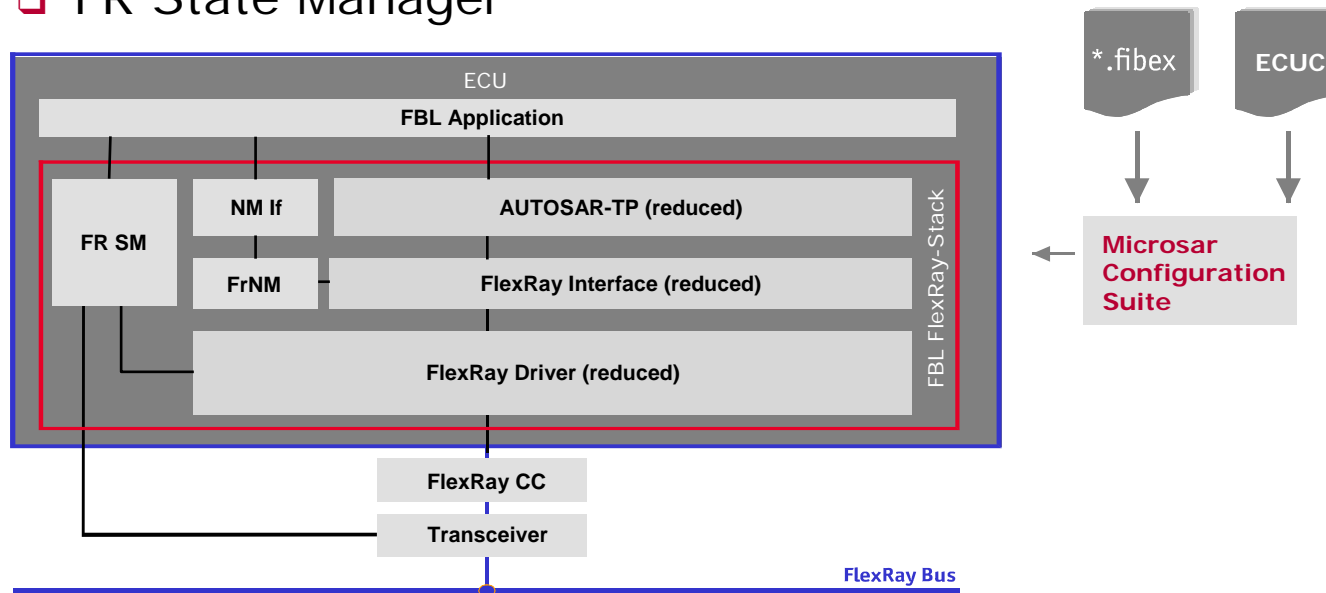 FR State Manager
ECU
FBL Application
FR SM
NM If
AUTOSAR-TP (reduced)
FrNM
FlexRay Interface (reduced)
FlexRay Driver (reduced)
FBL FlexRay-Stack
FlexRay CC
Transceiver
FlexRay Bus
*.fibex
ECUC
Microsar
Configuration
Suite